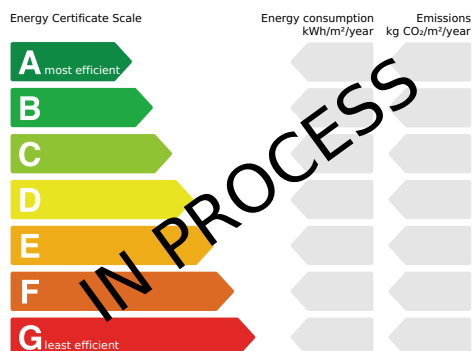 Energy Certificate Scale
Energy consumption
kWh/m²/year
Emissions
kg CO₂/m²/year
A most efficient
B
C
D
E
F
G least efficient
IN PROCESS